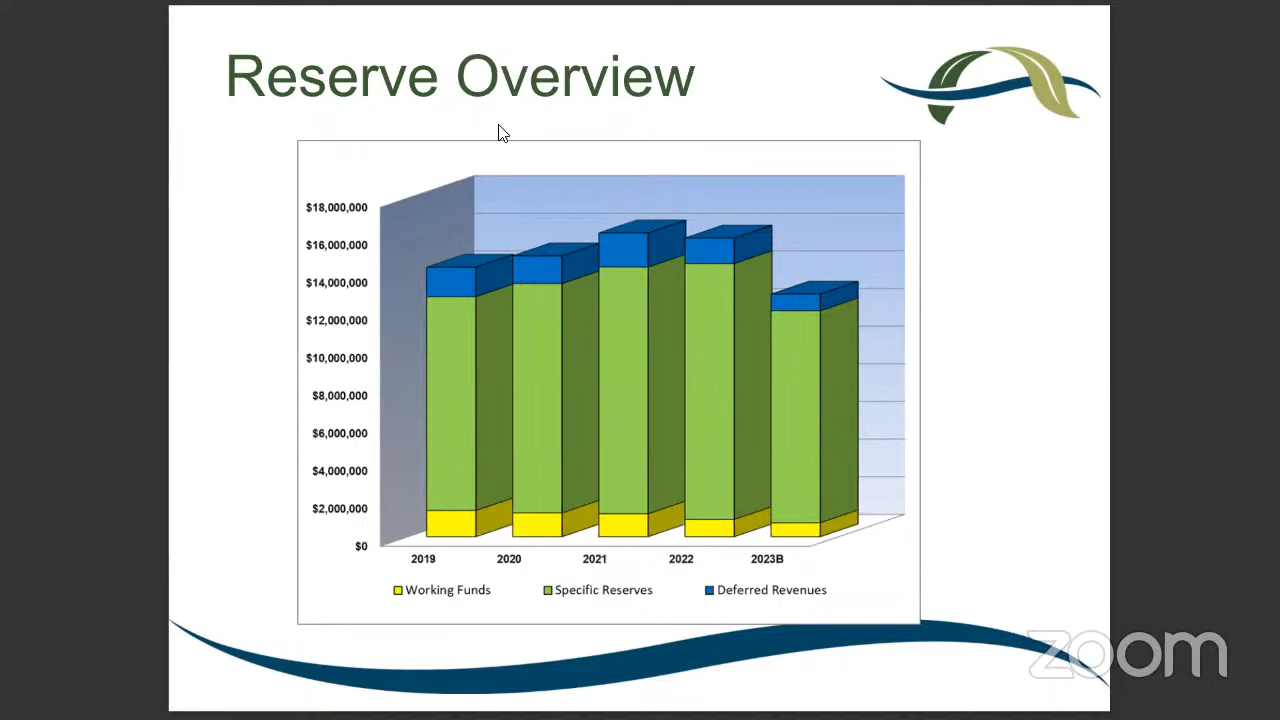 Reserve Overview
$18,000,000
$16,000,000
$14,000,000
$12,000,000
$10,000,000
$8,000,000
$6,000,000
$4,000,000
$2,000,000
$0
2019 2020 2021 2022 2023B
Working Funds Specific Reserves Deferred Revenues
zoom